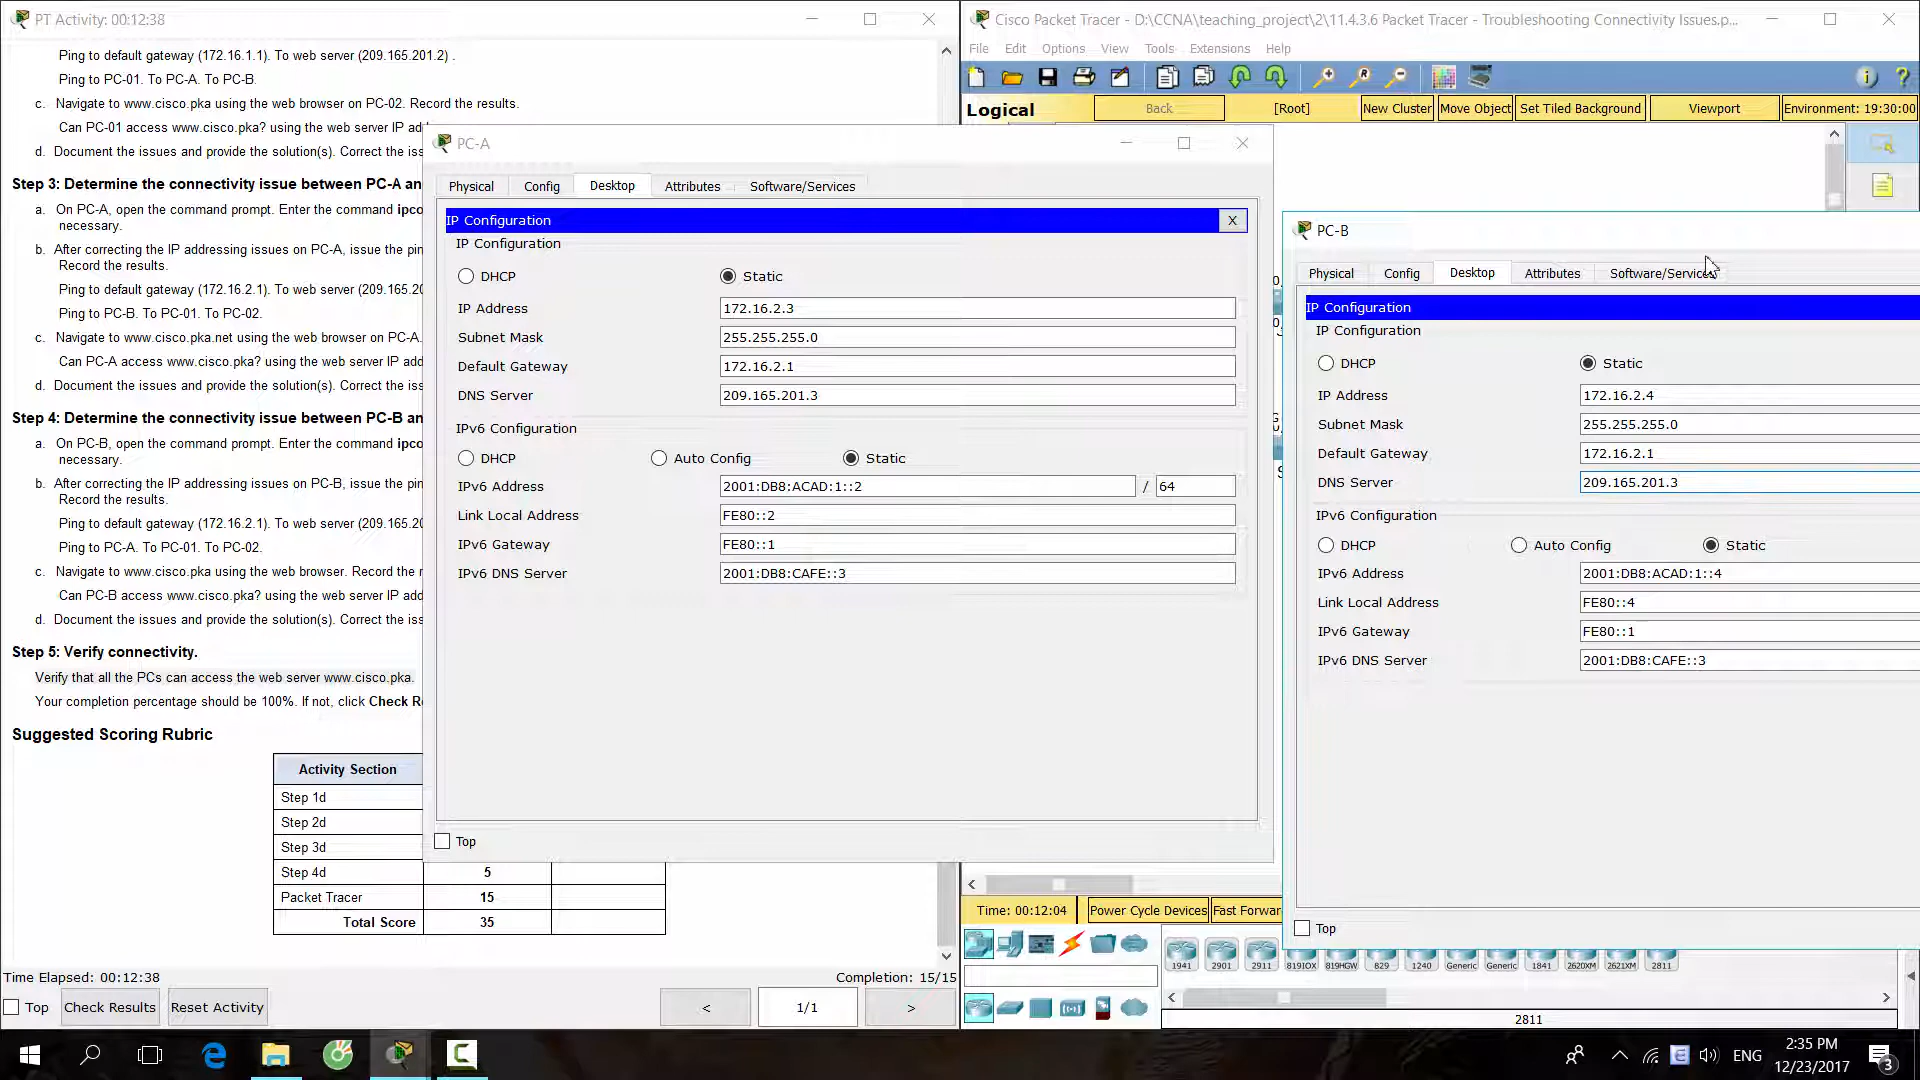 PT Activity: 00:12:38
Ping to default gateway (172.16.1.1). To web server (209.165.201.2) .
Ping to PC-01. To PC-A. To PC-B.
c. Navigate to www.cisco.pka using the web browser on PC-02. Record the results.
Can PC-01 access www.cisco.pka? using the web server IP ad
d. Document the issues and provide the solution(s). Correct the iss
Step 3: Determine the connectivity issue between PC-A an
a. On PC-A, open the command prompt. Enter the command ipco
necessary.
b. After correcting the IP addressing issues on PC-A, issue the pin
Record the results.
Ping to default gateway (172.16.2.1). To web server (209.165.20
Ping to PC-B. To PC-01. To PC-02.
c. Navigate to www.cisco.pka.net using the web browser on PC-A.
Can PC-A access www.cisco.pka? using the web server IP add
d. Document the issues and provide the solution(s). Correct the iss
Step 4: Determine the connectivity issue between PC-B an
a. On PC-B, open the command prompt. Enter the command ipco
necessary.
b. After correcting the IP addressing issues on PC-B, issue the pin
Record the results.
Ping to default gateway (172.16.2.1). To web server (209.165.20
Ping to PC-A. To PC-01. To PC-02.
c. Navigate to www.cisco.pka using the web browser. Record the r
Can PC-B access www.cisco.pka? using the web server IP add
d. Document the issues and provide the solution(s). Correct the iss
Step 5: Verify connectivity.
Verify that all the PCs can access the web server www.cisco.pka.
Your completion percentage should be 100%. If not, click Check Re
Suggested Scoring Rubric
Activity Section
Step 1d
Step 2d
Step 3d
Step 4d 5
Packet Tracer 15
Total Score 35
Time Elapsed: 00:12:38 Completion: 15/15
Top Check Results Reset Activity < 1/1 >
Cisco Packet Tracer - D:\CCNA\teaching_project\2\11.4.3.6 Packet Tracer - Troubleshooting Connectivity Issues.p...
File Edit Options View Tools Extensions Help
Logical Back [Root] New Cluster Move Object Set Tiled Background Viewport Environment: 19:30:00
PC-A
Physical Config Desktop Attributes Software/Services
IP Configuration X
IP Configuration
DHCP Static
IP Address 172.16.2.3
Subnet Mask 255.255.255.0
Default Gateway 172.16.2.1
DNS Server 209.165.201.3
IPv6 Configuration
DHCP Auto Config Static
IPv6 Address 2001:DB8:ACAD:1::2 / 64
Link Local Address FE80::2
IPv6 Gateway FE80::1
IPv6 DNS Server 2001:DB8:CAFE::3
Top
PC-B
Physical Config Desktop Attributes Software/Services
IP Configuration
IP Configuration
DHCP Static
IP Address 172.16.2.4
Subnet Mask 255.255.255.0
Default Gateway 172.16.2.1
DNS Server 209.165.201.3
IPv6 Configuration
DHCP Auto Config Static
IPv6 Address 2001:DB8:ACAD:1::4
Link Local Address FE80::4
IPv6 Gateway FE80::1
IPv6 DNS Server 2001:DB8:CAFE::3
Top
Time: 00:12:04 Power Cycle Devices Fast Forwar
1941 2901 2911 819IOX 819HGW 829 1240 Generic Generic 1841 2620XM 2621XM 2811
2811
ENG
2:35 PM
12/23/2017
3